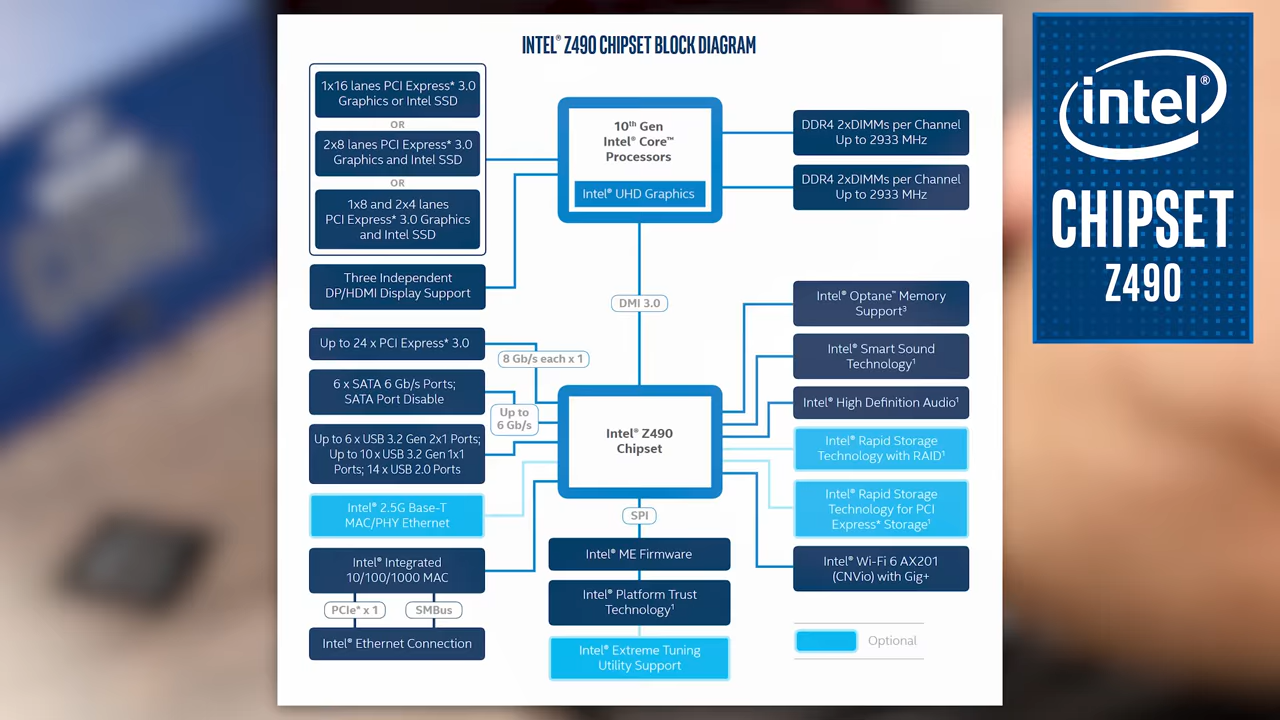 INTEL® Z490 CHIPSET BLOCK DIAGRAM
1x16 lanes PCI Express* 3.0
Graphics or Intel SSD
OR
2x8 lanes PCI Express* 3.0
Graphics and Intel SSD
OR
1x8 and 2x4 lanes
PCI Express* 3.0 Graphics
and Intel SSD
Three Independent
DP/HDMI Display Support
Up to 24 x PCI Express* 3.0
8 Gb/s each x 1
6 x SATA 6 Gb/s Ports;
SATA Port Disable
Up to
6 Gb/s
Up to 6 x USB 3.2 Gen 2x1 Ports;
Up to 10 x USB 3.2 Gen 1x1
Ports; 14 x USB 2.0 Ports
Intel® 2.5G Base-T
MAC/PHY Ethernet
Intel® Integrated
10/100/1000 MAC
PCIe* x 1
SMBus
Intel® Ethernet Connection
10th Gen
Intel® Core™
Processors
Intel® UHD Graphics
DMI 3.0
Intel® Z490
Chipset
SPI
Intel® ME Firmware
Intel® Platform Trust
Technology¹
Intel® Extreme Tuning
Utility Support
DDR4 2xDIMMs per Channel
Up to 2933 MHz
DDR4 2xDIMMs per Channel
Up to 2933 MHz
Intel® Optane™ Memory
Support³
Intel® Smart Sound
Technology¹
Intel® High Definition Audio¹
Intel® Rapid Storage
Technology with RAID¹
Intel® Rapid Storage
Technology for PCI
Express* Storage¹
Intel® Wi-Fi 6 AX201
(CNVio) with Gig+
Optional
intel®
CHIPSET
Z490